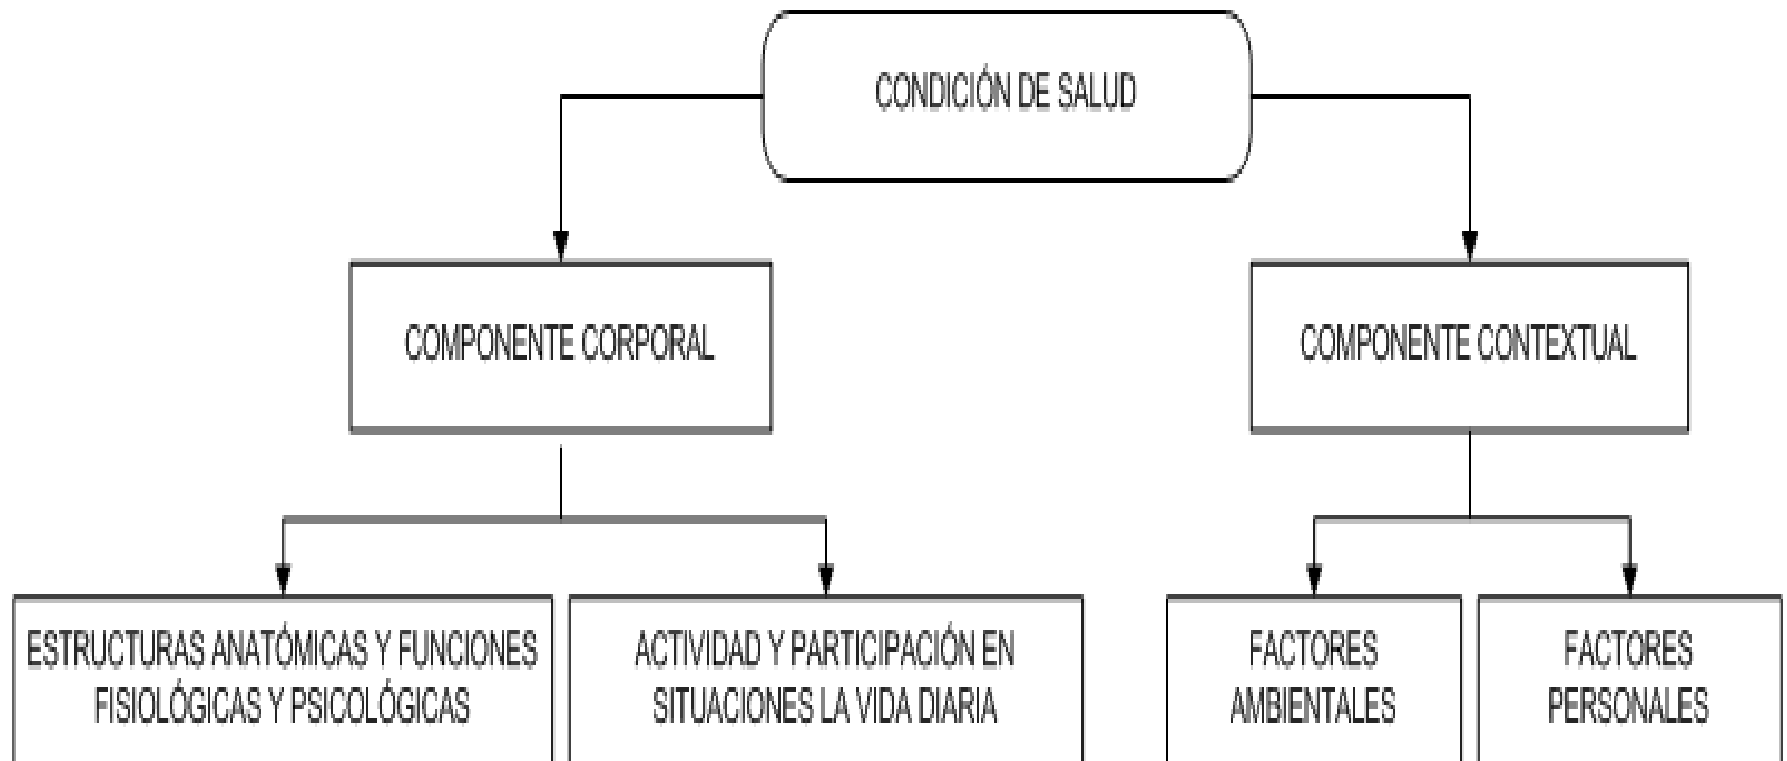 CONDICIÓN DE SALUD
COMPONENTE CORPORAL
COMPONENTE CONTEXTUAL
ESTRUCTURAS ANATÓMICAS Y FUNCIONES
FISIOLÓGICAS Y PSICOLÓGICAS
ACTIVIDAD Y PARTICIPACIÓN EN
SITUACIONES LA VIDA DIARIA
FACTORES
AMBIENTALES
FACTORES
PERSONALES